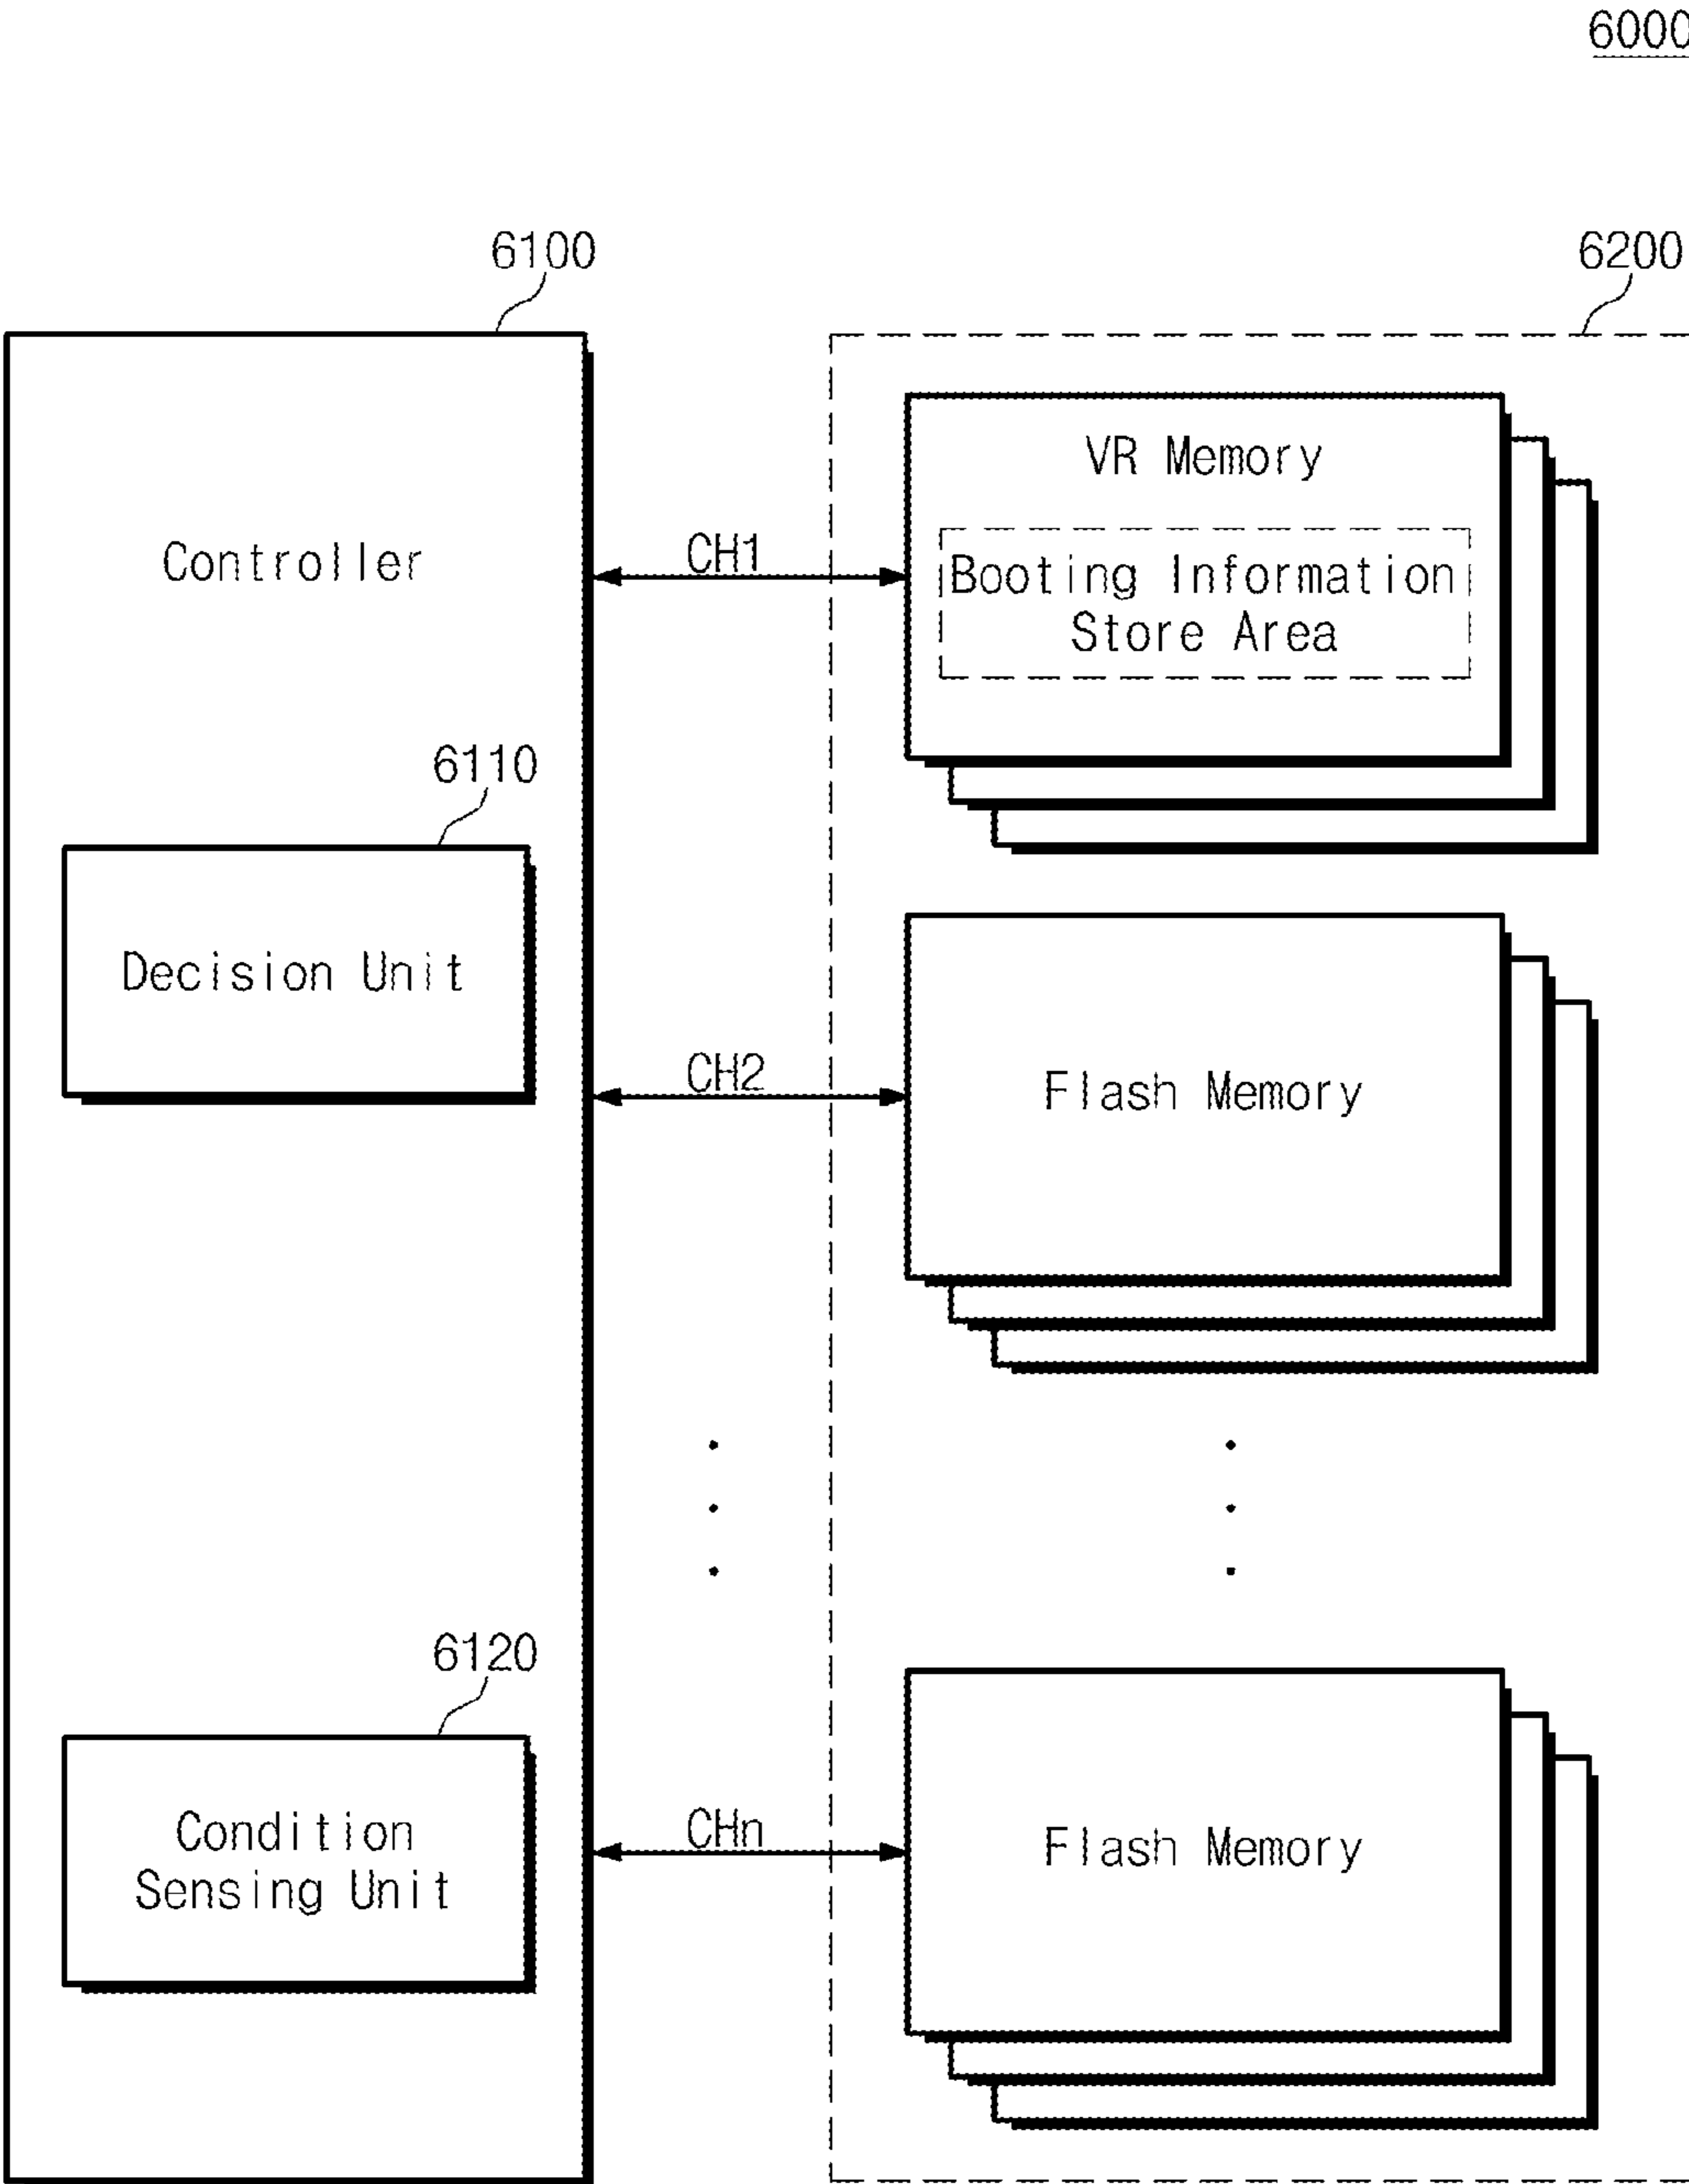 6000
6100
6200
Controller
CH1
VR Memory
Booting Information
Store Area
6110
Decision Unit
CH2
Flash Memory
6120
Condition
Sensing Unit
CHn
Flash Memory